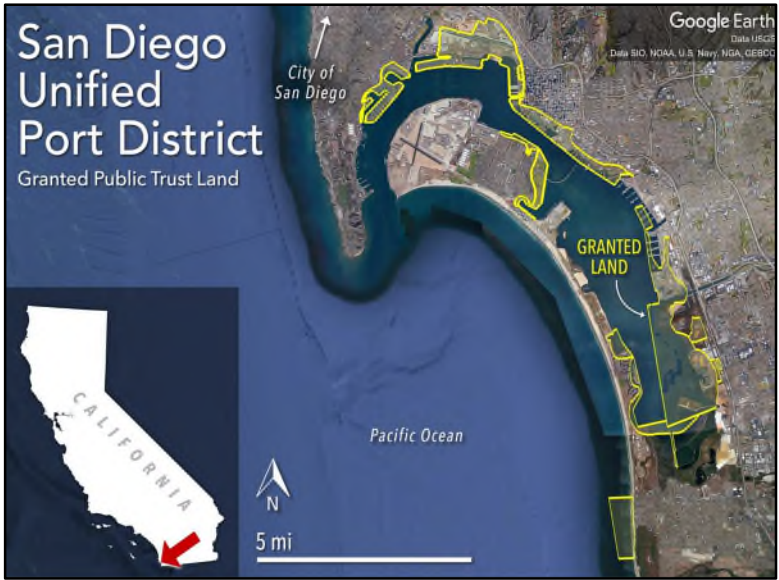 San Diego
Unified
Port District
Granted Public Trust Land
City of
San Diego
Google Earth
Data USGS
Data SIO, NOAA, U.S. Navy, NGA, GEBCO
GRANTED
LAND
Pacific Ocean
CALIFORNIA
N
5 mi